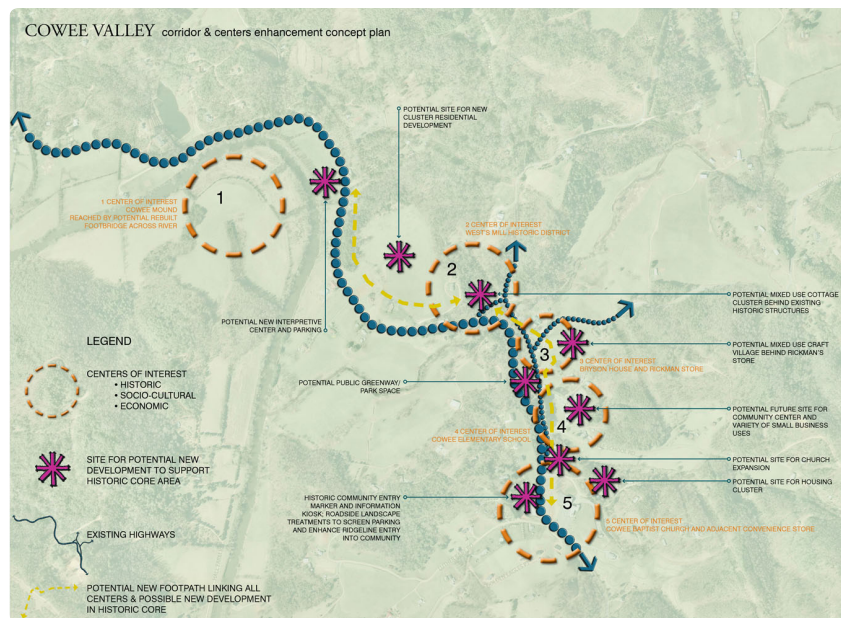 COWEE VALLEY corridor & centers enhancement concept plan
POTENTIAL SITE FOR NEW
CLUSTER RESIDENTIAL
DEVELOPMENT
1
1 CENTER OF INTEREST
COWEE MOUND
REACHED BY POTENTIAL REBUILT
FOOTBRIDGE ACROSS RIVER
2 CENTER OF INTEREST
WEST'S MILL HISTORIC DISTRICT
2
POTENTIAL MIXED USE COTTAGE
CLUSTER BEHIND EXISTING
HISTORIC STRUCTURES
POTENTIAL NEW INTERPRETIVE
CENTER AND PARKING
POTENTIAL MIXED USE CRAFT
VILLAGE BEHIND RICKMAN'S
STORE
3
3 CENTER OF INTEREST
BRYSON HOUSE AND RICKMAN STORE
POTENTIAL PUBLIC GREENWAY/
PARK SPACE
POTENTIAL FUTURE SITE FOR
COMMUNITY CENTER AND
VARIETY OF SMALL BUSINESS
USES
4
4 CENTER OF INTEREST
COWEE ELEMENTARY SCHOOL
POTENTIAL SITE FOR CHURCH
EXPANSION
POTENTIAL SITE FOR HOUSING
CLUSTER
HISTORIC COMMUNITY ENTRY
MARKER AND INFORMATION
KIOSK; ROADSIDE LANDSCAPE
TREATMENTS TO SCREEN PARKING
AND ENHANCE RIDGELINE ENTRY
INTO COMMUNITY
5
5 CENTER OF INTEREST
COWEE BAPTIST CHURCH AND ADJACENT CONVENIENCE STORE
LEGEND
CENTERS OF INTEREST
• HISTORIC
• SOCIO-CULTURAL
• ECONOMIC
SITE FOR POTENTIAL NEW
DEVELOPMENT TO SUPPORT
HISTORIC CORE AREA
EXISTING HIGHWAYS
POTENTIAL NEW FOOTPATH LINKING ALL
CENTERS & POSSIBLE NEW DEVELOPMENT
IN HISTORIC CORE